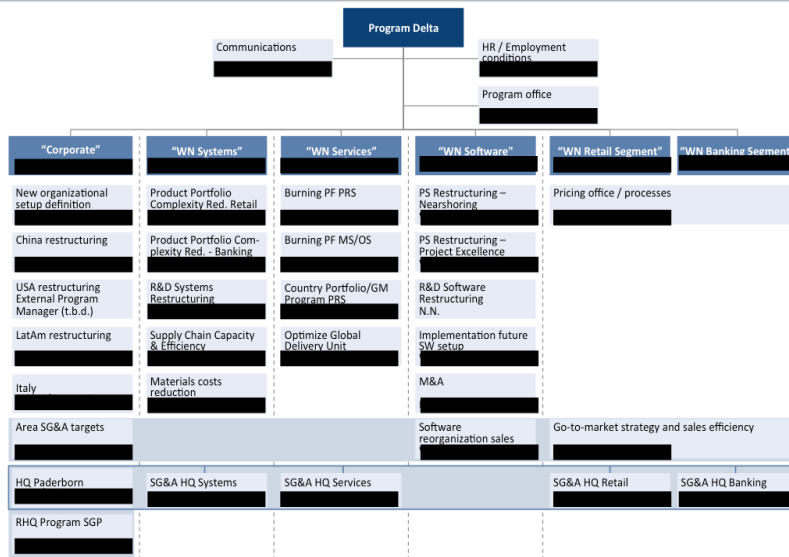 Program Delta
Communications
HR / Employment
conditions
Program office
“Corporate”
“WN Systems”
“WN Services”
“WN Software”
“WN Retail Segment”
“WN Banking Segment
New organizational
setup definition
Product Portfolio
Complexity Red. Retail
Burning PF PRS
PS Restructuring –
Nearshoring
Pricing office / processes
China restructuring
Product Portfolio Com-
plexity Red. - Banking
Burning PF MS/OS
PS Restructuring –
Project Excellence
USA restructuring
External Program
Manager (t.b.d.)
R&D Systems
Restructuring
Country Portfolio/GM
Program PRS
R&D Software
Restructuring
N.N.
LatAm restructuring
Supply Chain Capacity
& Efficiency
Optimize Global
Delivery Unit
Implementation future
SW setup
Italy
Materials costs
reduction
M&A
Area SG&A targets
Software
reorganization sales
Go-to-market strategy and sales efficiency
HQ Paderborn
SG&A HQ Systems
SG&A HQ Services
SG&A HQ Retail
SG&A HQ Banking
RHQ Program SGP